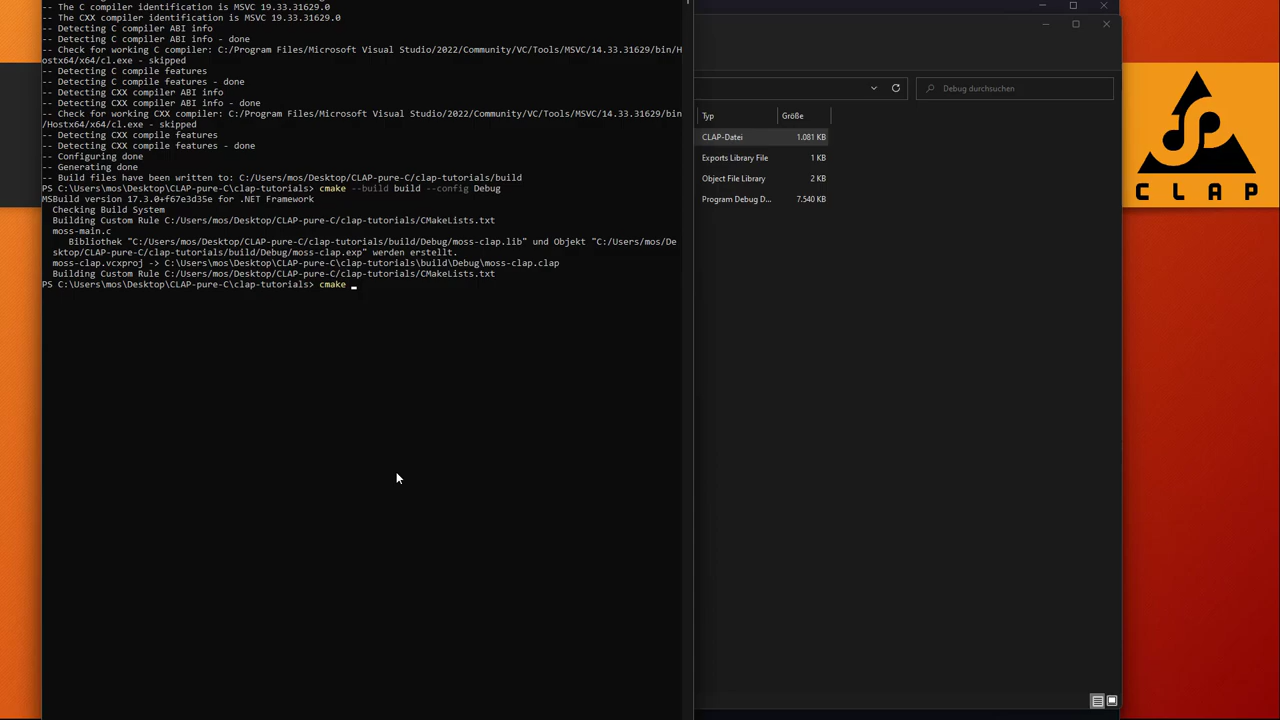 -- The C compiler identification is MSVC 19.33.31629.0
-- The CXX compiler identification is MSVC 19.33.31629.0
-- Detecting C compiler ABI info
-- Detecting C compiler ABI info - done
-- Check for working C compiler: C:/Program Files/Microsoft Visual Studio/2022/Community/VC/Tools/MSVC/14.33.31629/bin/H
ostx64/x64/cl.exe - skipped
-- Detecting C compile features
-- Detecting C compile features - done
-- Detecting CXX compiler ABI info
-- Detecting CXX compiler ABI info - done
-- Check for working CXX compiler: C:/Program Files/Microsoft Visual Studio/2022/Community/VC/Tools/MSVC/14.33.31629/bin
/Hostx64/x64/cl.exe - skipped
-- Detecting CXX compile features
-- Detecting CXX compile features - done
-- Configuring done
-- Generating done
-- Build files have been written to: C:/Users/mos/Desktop/CLAP-pure-C/clap-tutorials/build
PS C:\Users\mos\Desktop\CLAP-pure-C\clap-tutorials> cmake --build build --config Debug
MSBuild version 17.3.0+f67e3d35e for .NET Framework
Checking Build System
Building Custom Rule C:/Users/mos/Desktop/CLAP-pure-C/clap-tutorials/CMakeLists.txt
moss-main.c
Bibliothek "C:/Users/mos/Desktop/CLAP-pure-C/clap-tutorials/build/Debug/moss-clap.lib" und Objekt "C:/Users/mos/De
sktop/CLAP-pure-C/clap-tutorials/build/Debug/moss-clap.exp" werden erstellt.
moss-clap.vcxproj -> C:\Users\mos\Desktop\CLAP-pure-C\clap-tutorials\build\Debug\moss-clap.clap
Building Custom Rule C:/Users/mos/Desktop/CLAP-pure-C/clap-tutorials/CMakeLists.txt
PS C:\Users\mos\Desktop\CLAP-pure-C\clap-tutorials> cmake _
Debug durchsuchen
Typ Größe
CLAP-Datei 1.081 KB
Exports Library File 1 KB
Object File Library 2 KB
Program Debug D... 7.540 KB
CLAP